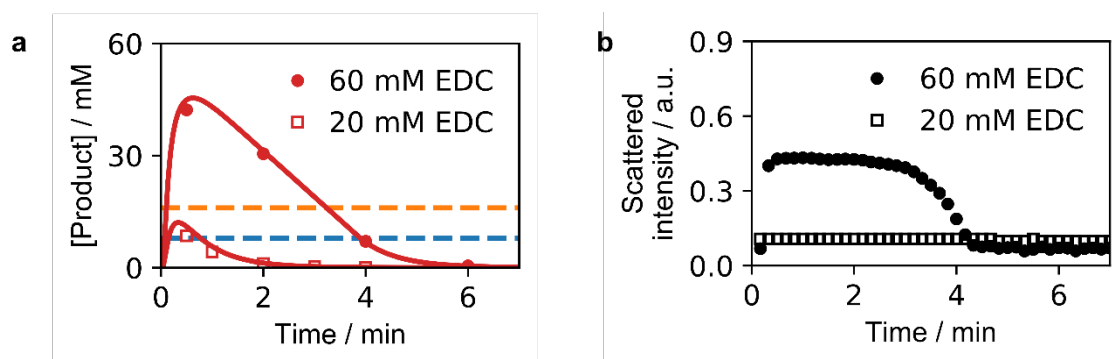 a
60
30
0
[Product] / mM
60 mM EDC
20 mM EDC
0 2 4 6
Time / min
b
0.9
0.6
0.3
0.0
Scattered
intensity / a.u.
60 mM EDC
20 mM EDC
0 2 4 6
Time / min